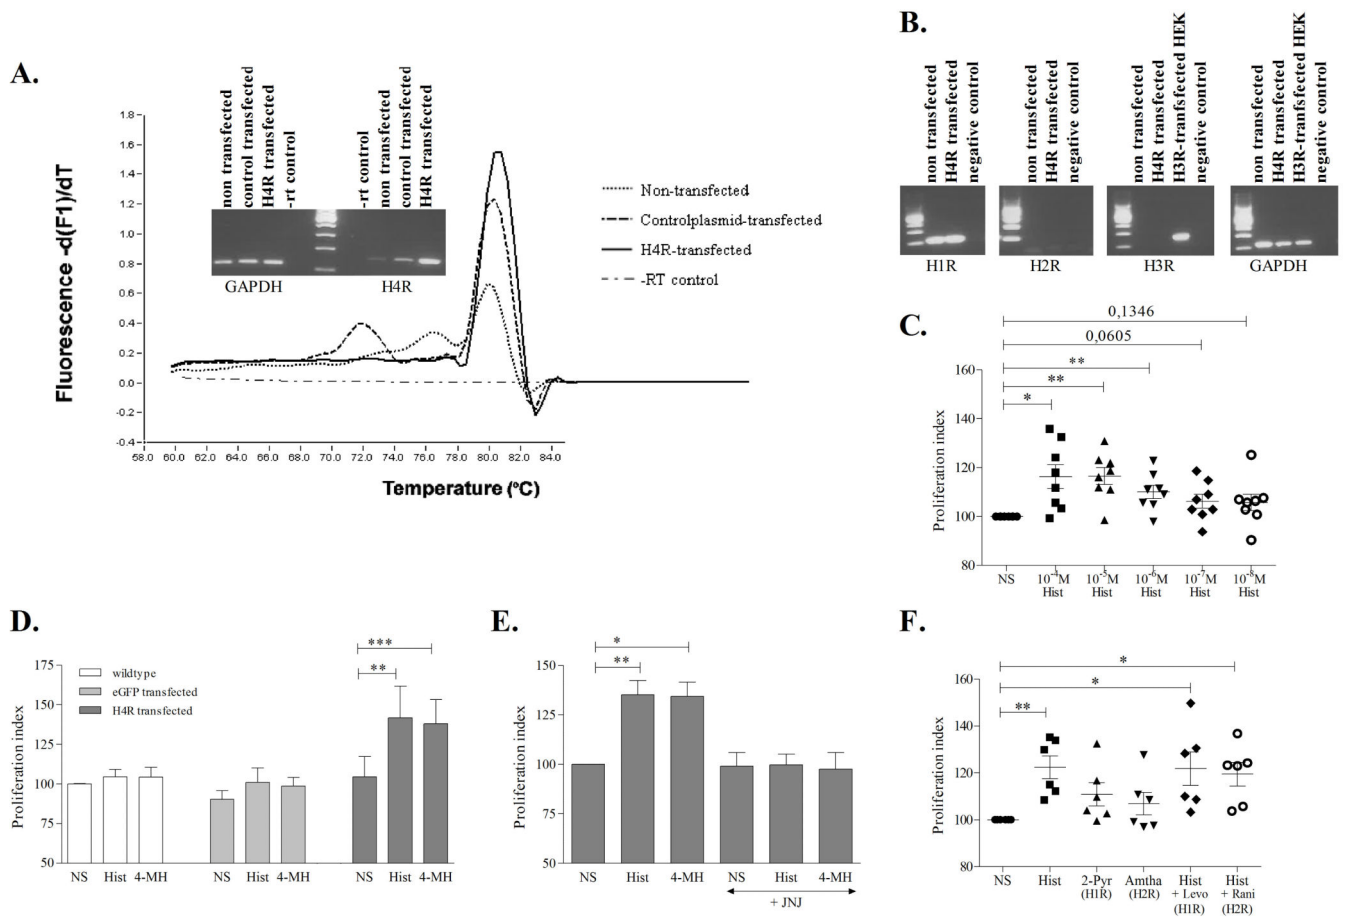 A.
Fluorescence -d(F1)/dT
1.8
1.6
1.4
1.2
1.0
0.8
0.6
0.4
0.2
0.0
-0.2
-0.4
58.0 60.0 62.0 64.0 66.0 68.0 70.0 72.0 74.0 76.0 78.0 80.0 82.0 84.0
Temperature (°C)
non transfected
control transfected
H4R transfected
-rt control
-rt control
non transfected
control transfected
H4R transfected
GAPDH
H4R
Non-transfected
Controlplasmid-transfected
H4R-transfected
-RT control
B.
non transfected
H4R transfected
negative control
H1R
non transfected
H4R transfected
negative control
H2R
non transfected
H4R transfected
H3R-tranfsfected HEK
negative control
H3R
non transfected
H4R transfected
H3R-transfected HEK
negative control
GAPDH
C.
0,1346
0,0605
**
**
*
Proliferation index
160
140
120
100
80
NS
10-4M Hist
10-5M Hist
10-6M Hist
10-7M Hist
10-8M Hist
D.
Proliferation index
175
150
125
100
75
50
wildtype
eGFP transfected
H4R transfected
***
**
NS Hist 4-MH NS Hist 4-MH NS Hist 4-MH
E.
Proliferation index
150
125
100
75
50
*
**
NS Hist 4-MH NS Hist 4-MH
+ JNJ
F.
Proliferation index
160
140
120
100
80
*
*
**
NS
Hist
2-Pyr (H1R)
Amtha (H2R)
Hist + Levo (H1R)
Hist + Rani (H2R)